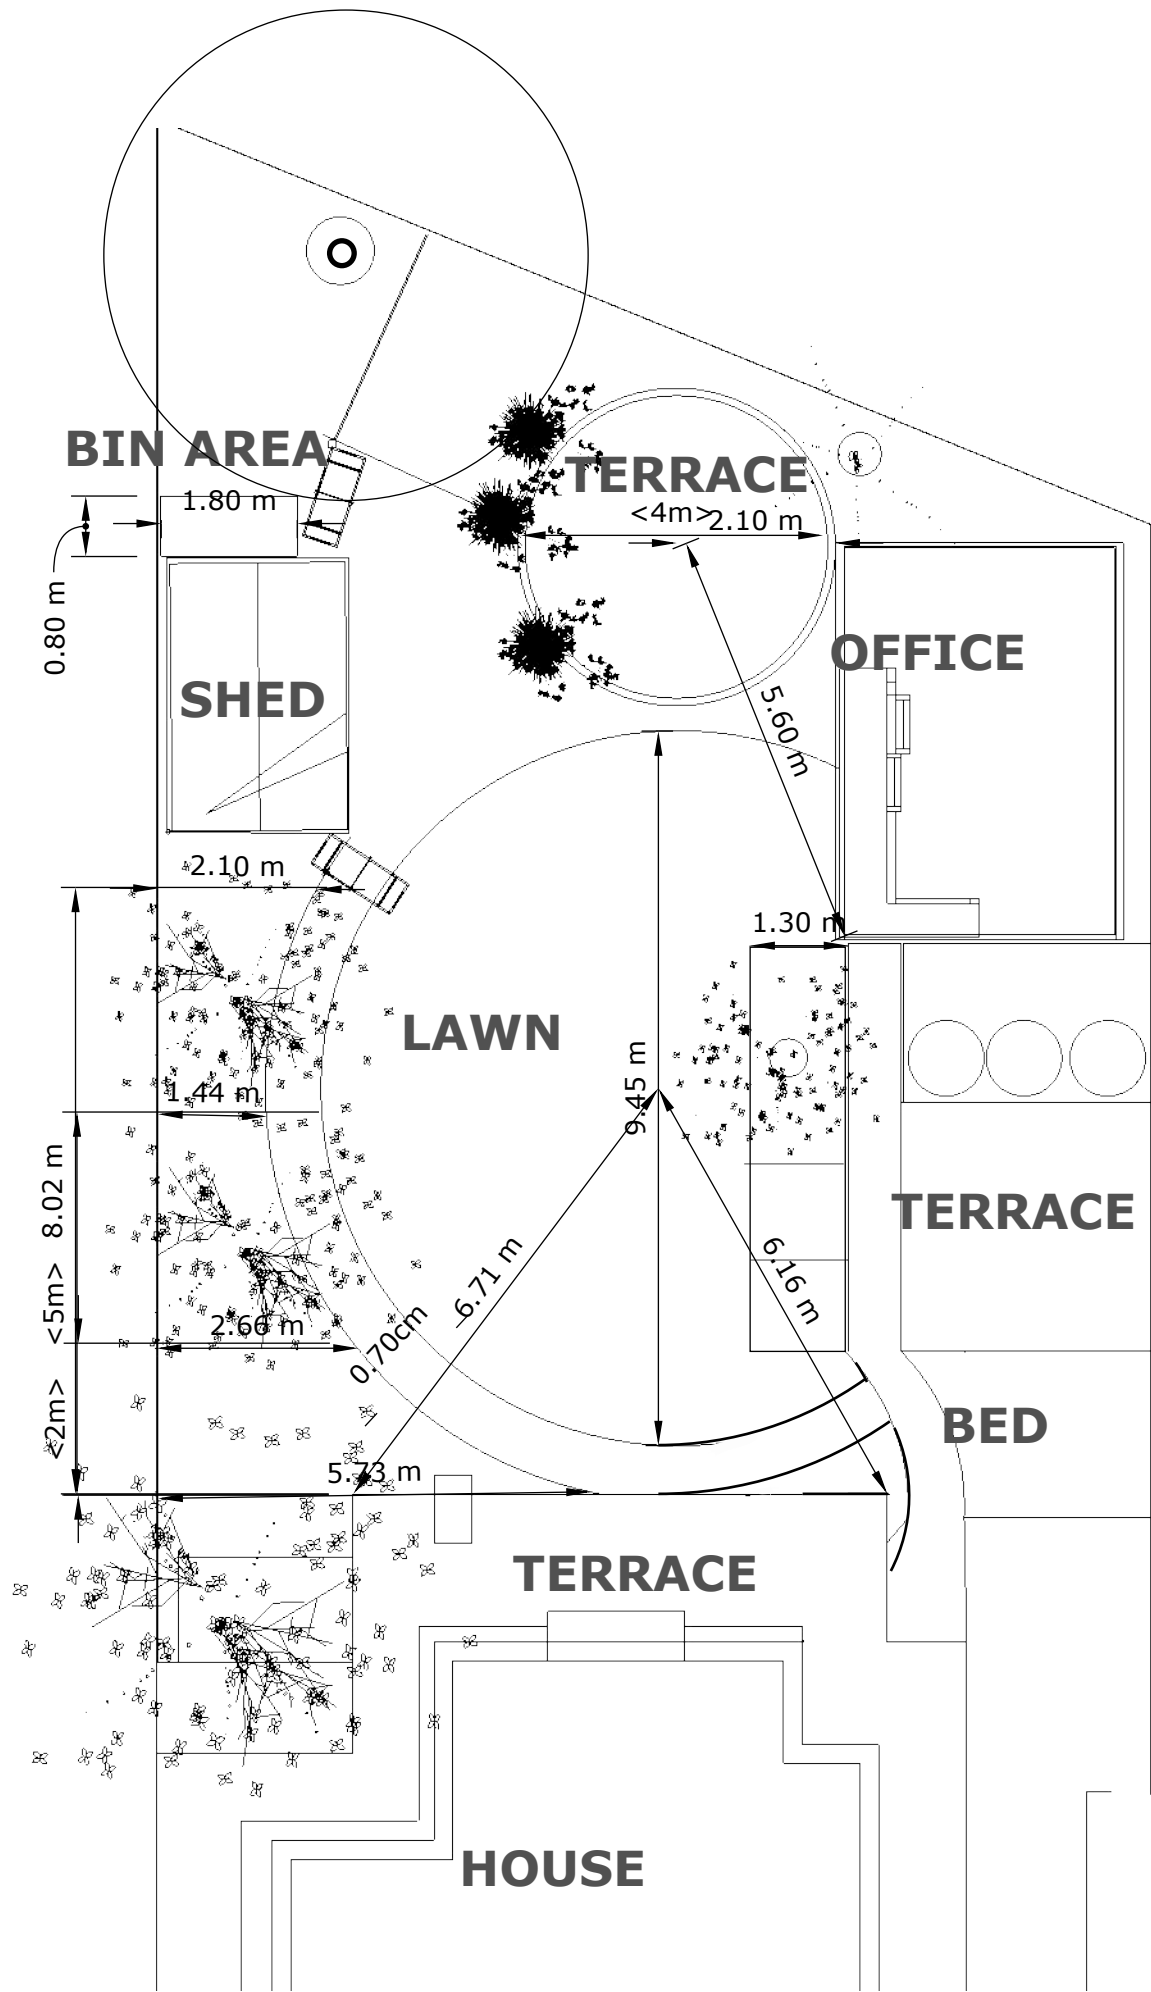 BIN AREA
1.80 m
0.80 m
TERRACE
<4m>
2.10 m
OFFICE
SHED
5.60 m
2.10 m
1.30 m
LAWN
9.45 m
1.44 m
8.02 m
<5m>
TERRACE
6.71 m
6.16 m
2.66 m
0.70cm
<2m>
BED
5.73 m
TERRACE
HOUSE